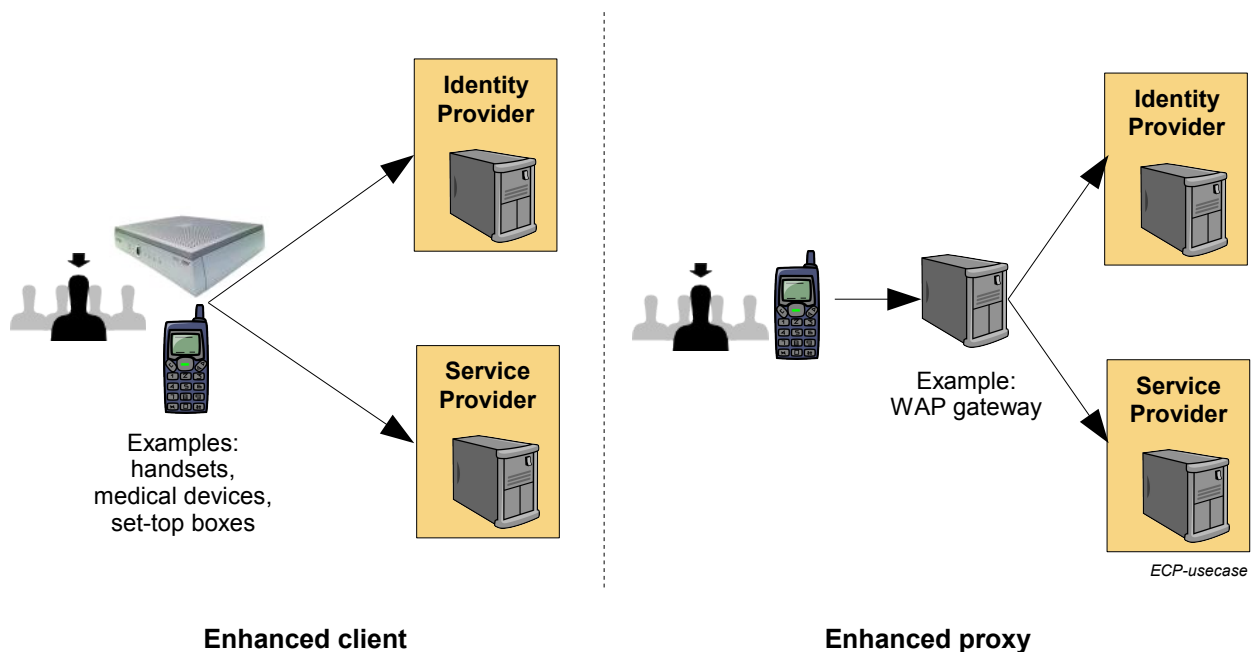 Identity
Provider
Service
Provider
Examples:
handsets,
medical devices,
set-top boxes
Enhanced client
Identity
Provider
Example:
WAP gateway
Service
Provider
ECP-usecase
Enhanced proxy